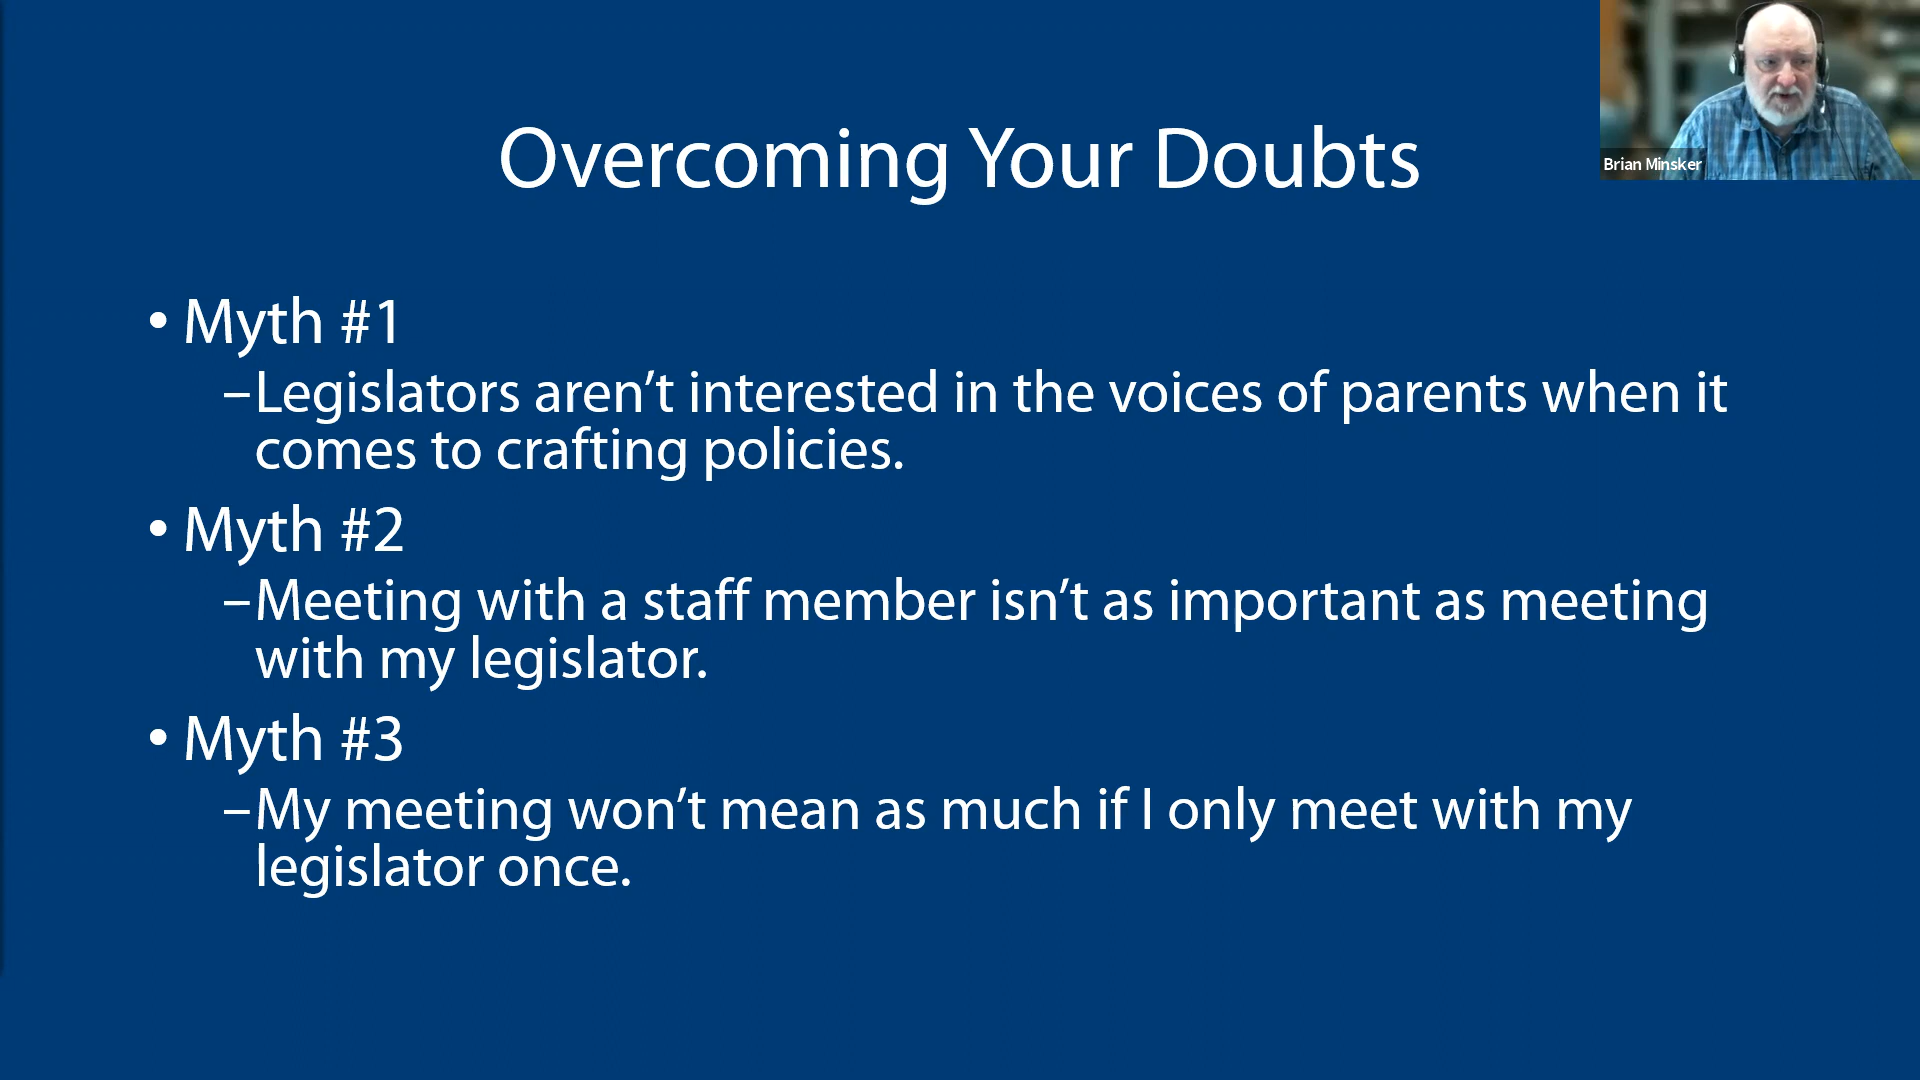 Overcoming Your Doubts
Brian Minsker
• Myth #1
–Legislators aren’t interested in the voices of parents when it
comes to crafting policies.
• Myth #2
–Meeting with a staff member isn’t as important as meeting
with my legislator.
• Myth #3
–My meeting won’t mean as much if I only meet with my
legislator once.